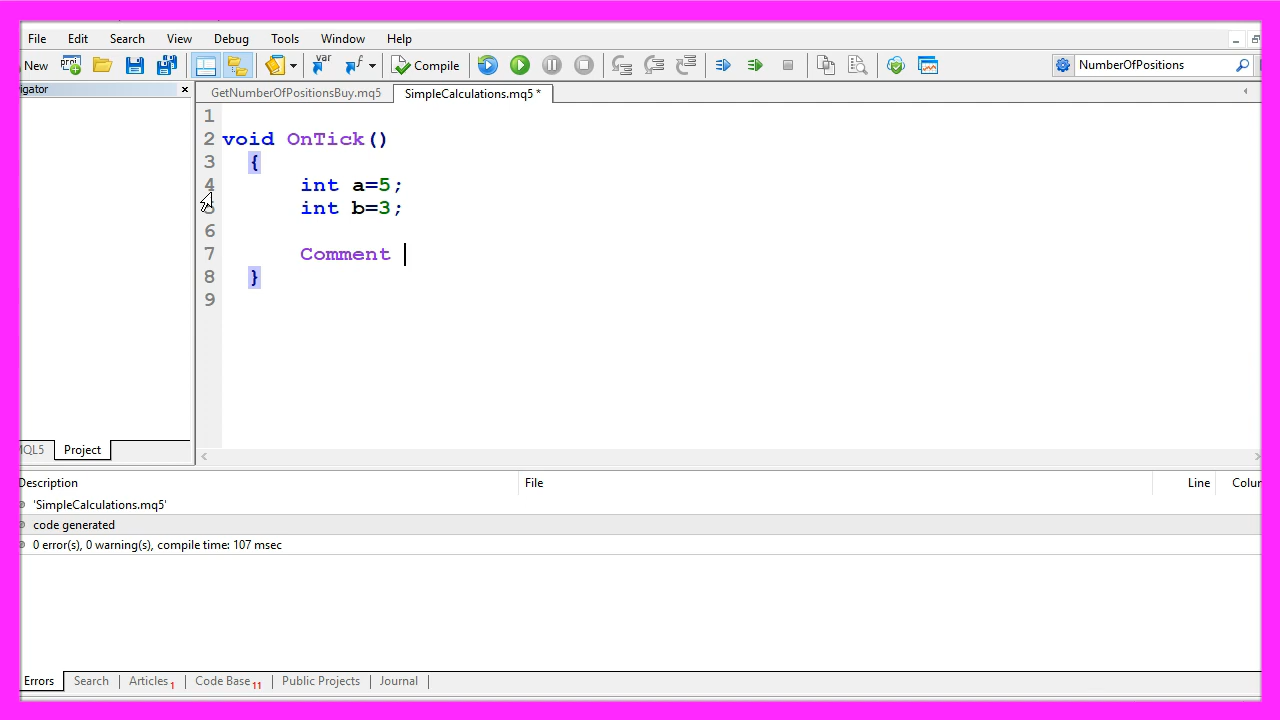 File Edit Search View Debug Tools Window Help
New Compile NumberOfPositions
igator
GetNumberOfPositionsBuy.mq5 SimpleCalculations.mq5 *
1
2 void OnTick()
3 {
4 int a=5;
5 int b=3;
6
7 Comment
8 }
9
MQL5 Project
Description File Line Colur
'SimpleCalculations.mq5'
code generated
0 error(s), 0 warning(s), compile time: 107 msec
Errors Search Articles 1 Code Base 11 Public Projects Journal